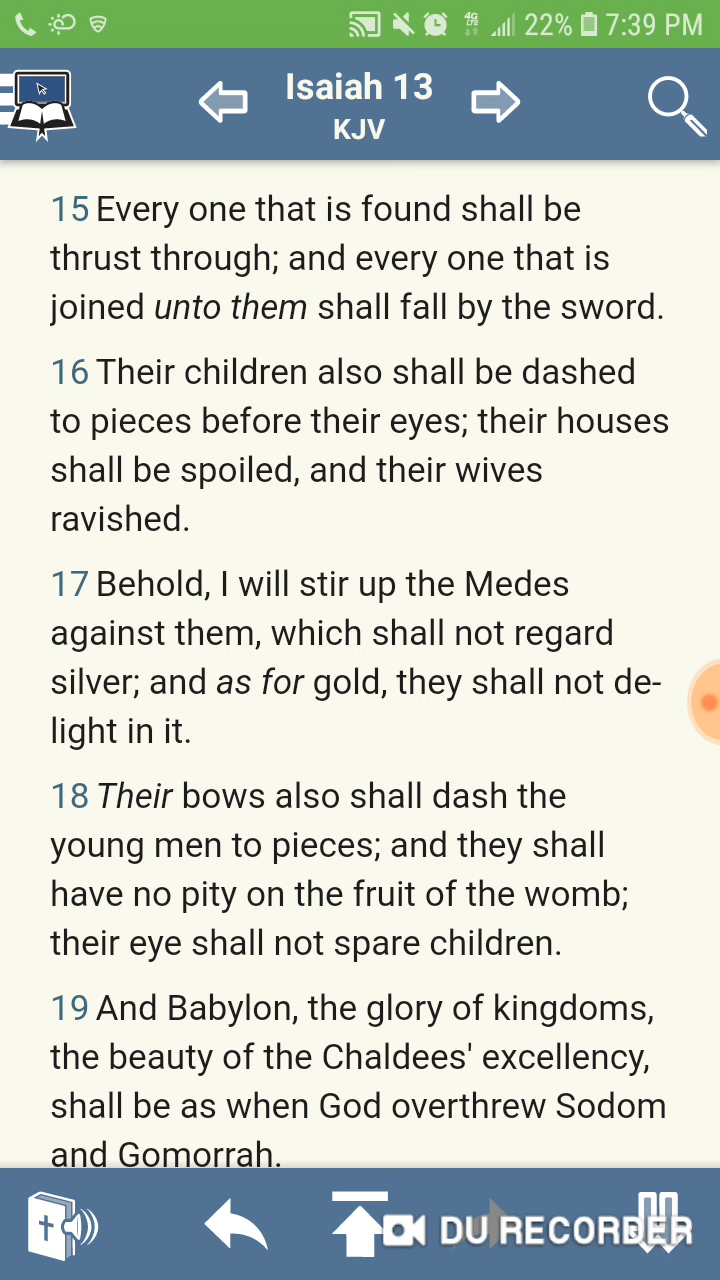 4G
LTE
22%
7:39 PM
Isaiah 13
KJV
15 Every one that is found shall be
thrust through; and every one that is
joined unto them shall fall by the sword.
16 Their children also shall be dashed
to pieces before their eyes; their houses
shall be spoiled, and their wives
ravished.
17 Behold, I will stir up the Medes
against them, which shall not regard
silver; and as for gold, they shall not de-
light in it.
18 Their bows also shall dash the
young men to pieces; and they shall
have no pity on the fruit of the womb;
their eye shall not spare children.
19 And Babylon, the glory of kingdoms,
the beauty of the Chaldees' excellency,
shall be as when God overthrew Sodom
and Gomorrah.
DU RECORDER